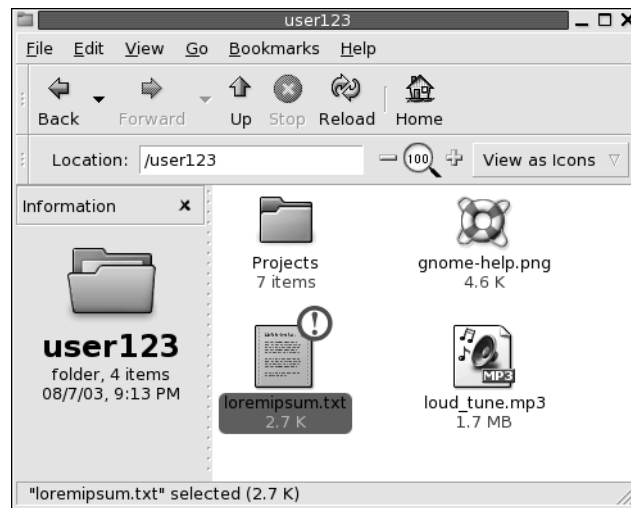 user123
File Edit View Go Bookmarks Help
Back Forward Up Stop Reload Home
Location: /user123 100 View as Icons
Information
user123
folder, 4 items
08/7/03, 9:13 PM
Projects
7 items
gnome-help.png
4.6 K
loremipsum.txt
2.7 K
MP3
loud_tune.mp3
1.7 MB
"loremipsum.txt" selected (2.7 K)